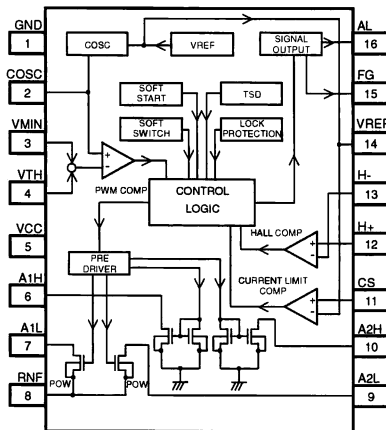 GND
1
COSC
2
VMIN
3
VTH
4
VCC
5
A1H
6
A1L
7
RNF
8
COSC
VREF
SIGNAL
OUTPUT
SOFT
START
TSD
SOFT
SWITCH
LOCK
PROTECTION
+
-
PWM COMP
CONTROL
LOGIC
HALL COMP
+
-
PRE
DRIVER
CURRENT LIMIT
COMP
+
-
POW
POW
AL
16
FG
15
VREF
14
H-
13
H+
12
CS
11
A2H
10
A2L
9